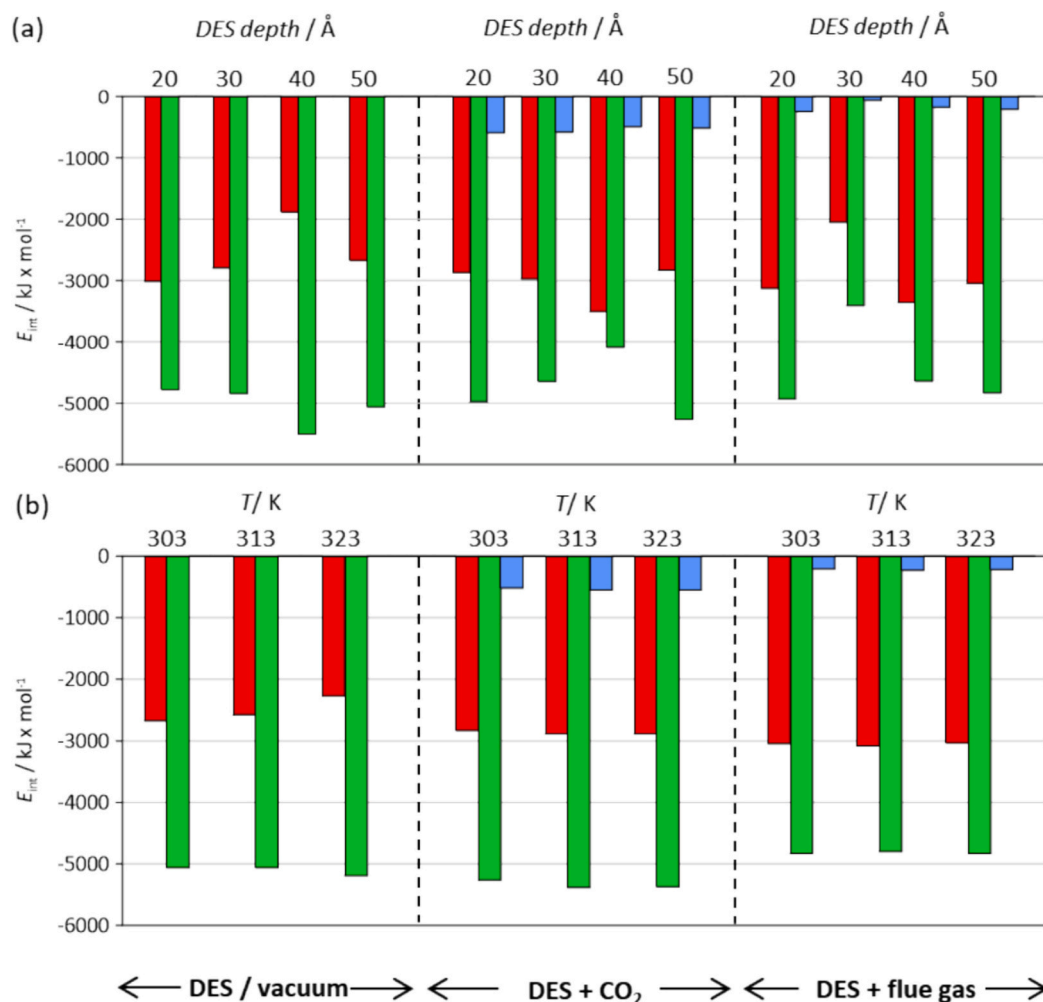 (a)
DES depth / Å DES depth / Å DES depth / Å
20 30 40 50 20 30 40 50 20 30 40 50
0
-1000
-2000
-3000
-4000
-5000
-6000
E_int / kJ x mol⁻¹
(b)
T/ K T/ K T/ K
303 313 323 303 313 323 303 313 323
0
-1000
-2000
-3000
-4000
-5000
-6000
E_int / kJ x mol⁻¹
DES / vacuum DES + CO₂ DES + flue gas